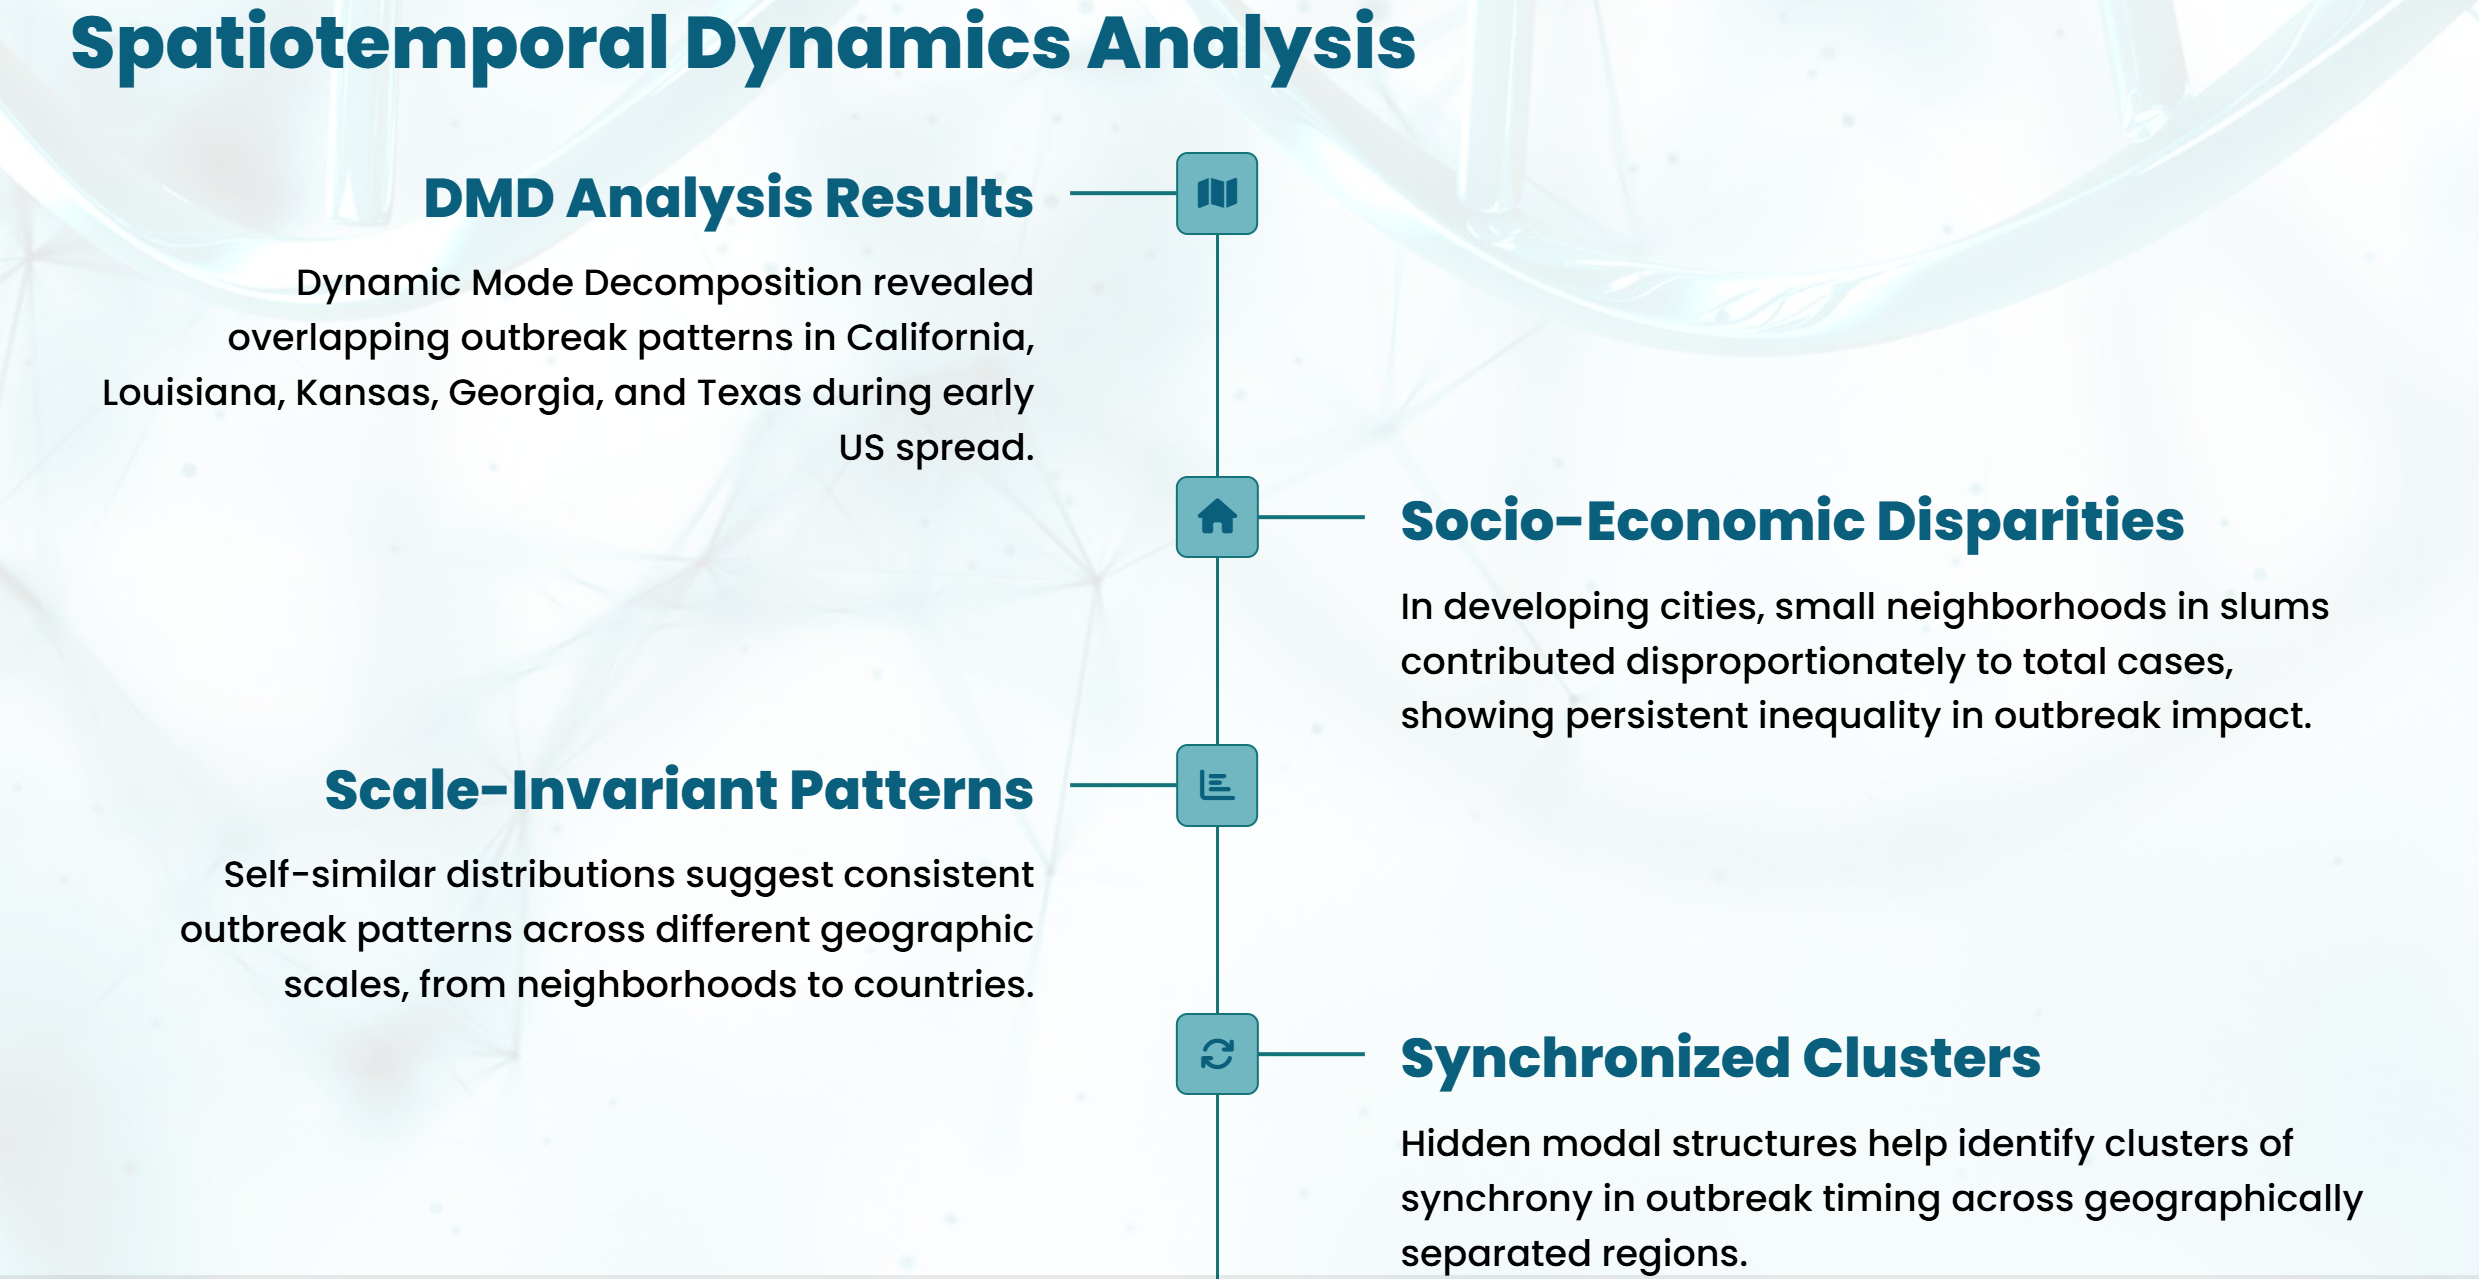 Spatiotemporal Dynamics Analysis
DMD Analysis Results
Dynamic Mode Decomposition revealed
overlapping outbreak patterns in California,
Louisiana, Kansas, Georgia, and Texas during early
US spread.
Socio-Economic Disparities
In developing cities, small neighborhoods in slums
contributed disproportionately to total cases,
showing persistent inequality in outbreak impact.
Scale-Invariant Patterns
Self-similar distributions suggest consistent
outbreak patterns across different geographic
scales, from neighborhoods to countries.
Synchronized Clusters
Hidden modal structures help identify clusters of
synchrony in outbreak timing across geographically
separated regions.